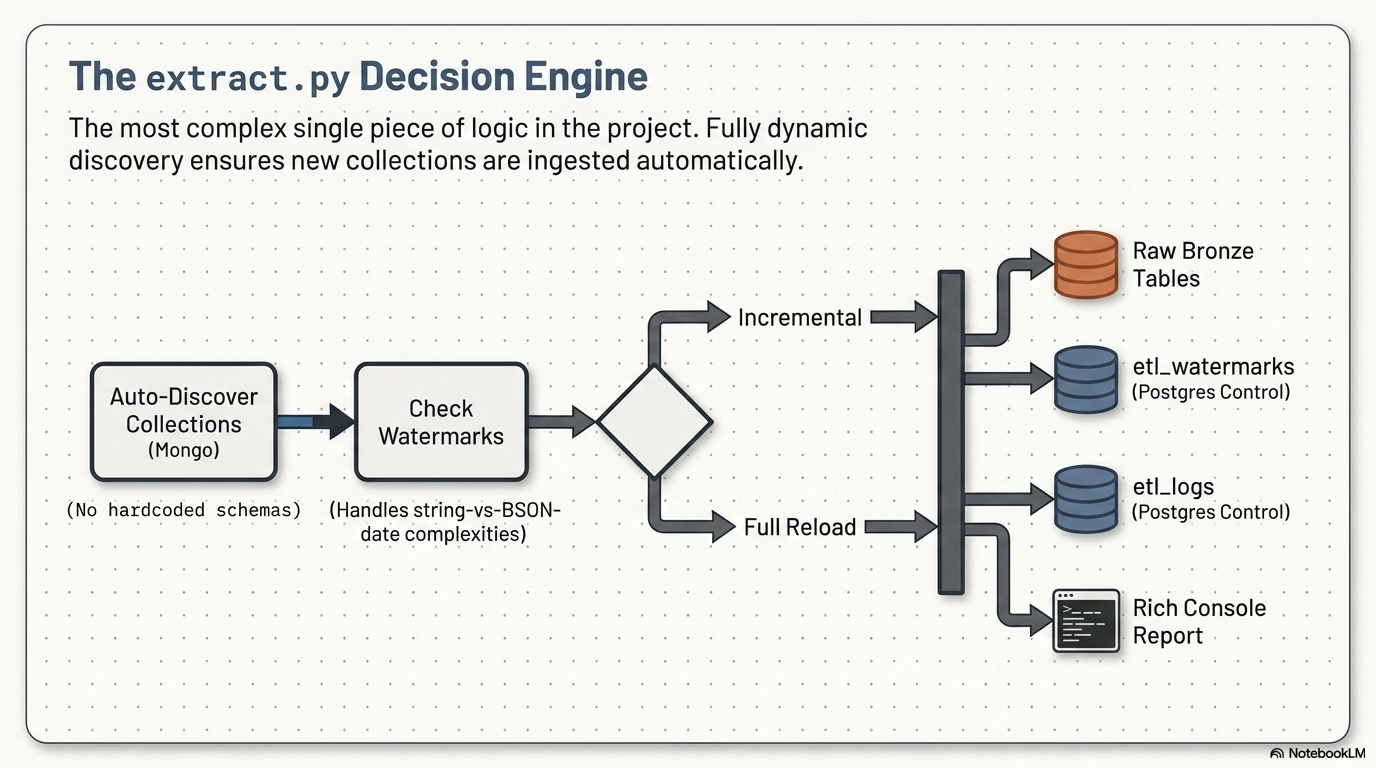 The extract.py Decision Engine
The most complex single piece of logic in the project. Fully dynamic
discovery ensures new collections are ingested automatically.
Auto-Discover
Collections
(Mongo)
(No hardcoded schemas)
Check
Watermarks
(Handles string-vs-BSON-
date complexities)
Incremental
Full Reload
Raw Bronze
Tables
etl_watermarks
(Postgres Control)
etl_logs
(Postgres Control)
Rich Console
Report
NotebookLM